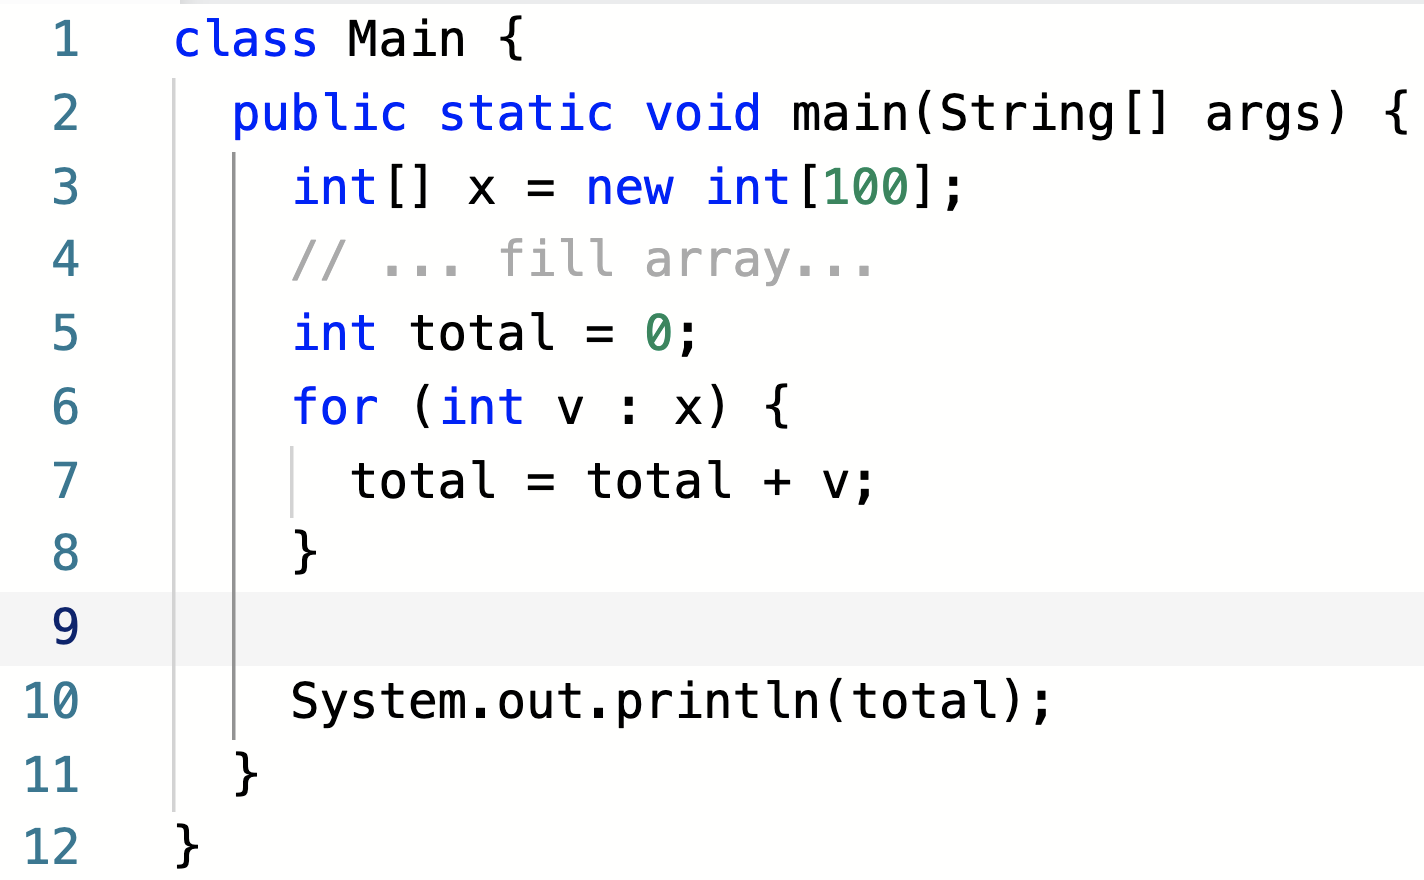 1 class Main {
2 public static void main(String[] args) {
3 int[] x = new int[100];
4 // ... fill array...
5 int total = 0;
6 for (int v : x) {
7 total = total + v;
8 }
9
10 System.out.println(total);
11 }
12 }